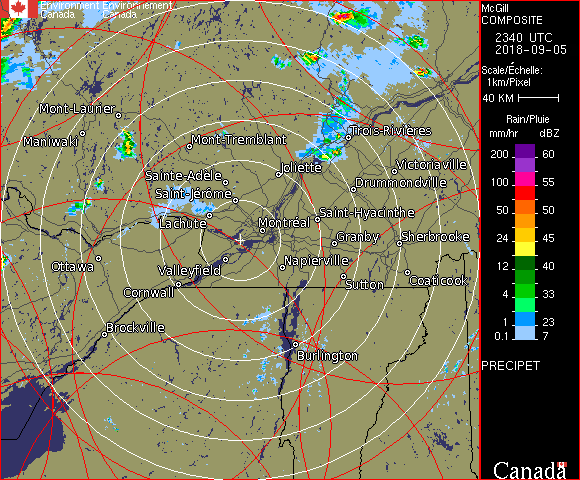 Environment Environnement
Canada Canada
McGill
COMPOSITE
2340 UTC
2018-09-05
Scale/Échelle:
1km/Pixel
40 KM
Rain/Pluie
mm/hr dBZ
200 60
150 57
100 55
50 50
24 45
12 40
4 33
1 23
0.1 7
PRECIPET
Mont-Laurier
Maniwaki
Mont-Tremblant
Trois-Rivières
Sainte-Adèle
Joliette
Victoriaville
Saint-Jérôme
Drummondville
Lachute
Montréal
Saint-Hyacinthe
Granby
Sherbrooke
Ottawa
Valleyfield
Napierville
Cornwall
Sutton
Coaticook
Brockville
Burlington
Canada